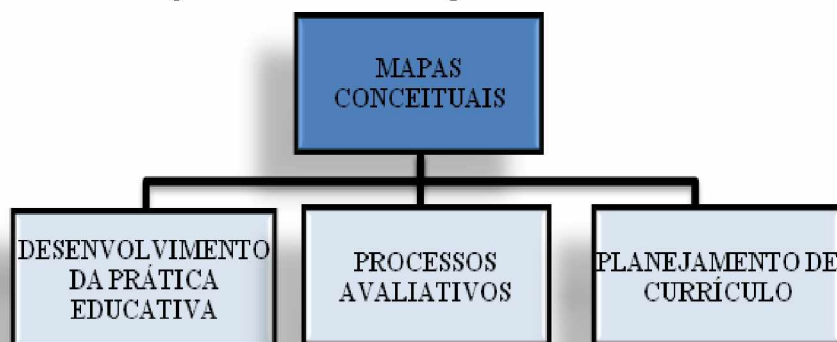 MAPAS
CONCEITUAIS
DESENVOLVIMENTO
DA PRÁTICA
EDUCATIVA
PROCESSOS
AVALIATIVOS
PLANEJAMENTO DE
CURRÍCULO